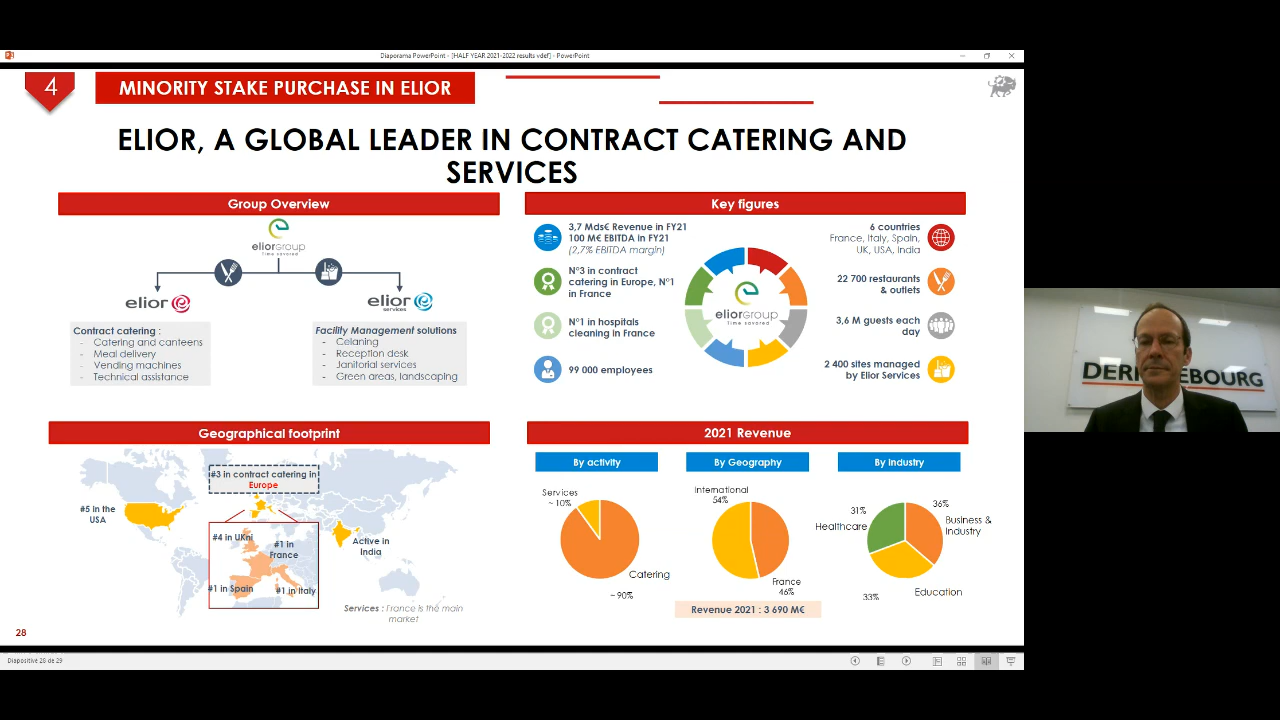 Diaporama PowerPoint - [HALF YEAR 2021-2022 results vdef] - PowerPoint
4
MINORITY STAKE PURCHASE IN ELIOR
ELIOR, A GLOBAL LEADER IN CONTRACT CATERING AND
SERVICES
Group Overview
eliorgroup
Time savored
elior
elior
services
Contract catering :
- Catering and canteens
- Meal delivery
- Vending machines
- Technical assistance
Facility Management solutions
- Celaning
- Reception desk
- Janitorial services
- Green areas, landscaping
Key figures
3,7 Mds€ Revenue in FY21
100 M€ EBITDA in FY21
(2,7% EBITDA margin)
N°3 in contract
catering in Europe, N°1
in France
N°1 in hospitals
cleaning in France
99 000 employees
eliorgroup
Time savored
6 countries
France, Italy, Spain,
UK, USA, India
22 700 restaurants
& outlets
3,6 M guests each
day
2 400 sites managed
by Elior Services
Geographical footprint
#3 in contract catering in
Europe
#5 in the
USA
#4 in UKni
#1 in
France
Active in
India
#1 in Spain
#1 in Italy
Services : France is the main
market
2021 Revenue
By activity
Services
~ 10%
Catering
~ 90%
By Geography
International
54%
France
46%
Revenue 2021 : 3 690 M€
By Industry
36%
Business &
Industry
31%
Healthcare
Education
33%
28
Diapositive 28 de 29
DERI
EBOURG